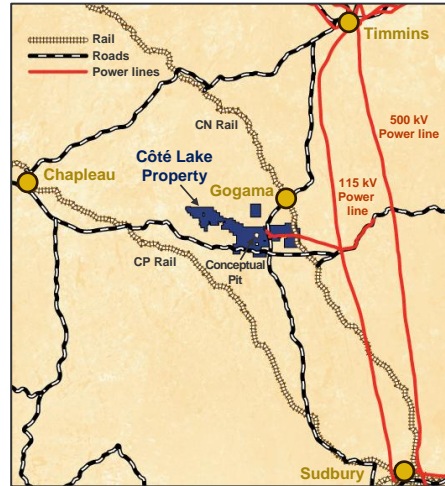 Rail
Roads
Power lines
Timmins
CN Rail
500 kV
Power line
Chapleau
Côté Lake
Property
Gogama
115 kV
Power
line
CP Rail
Conceptual
Pit
Sudbury